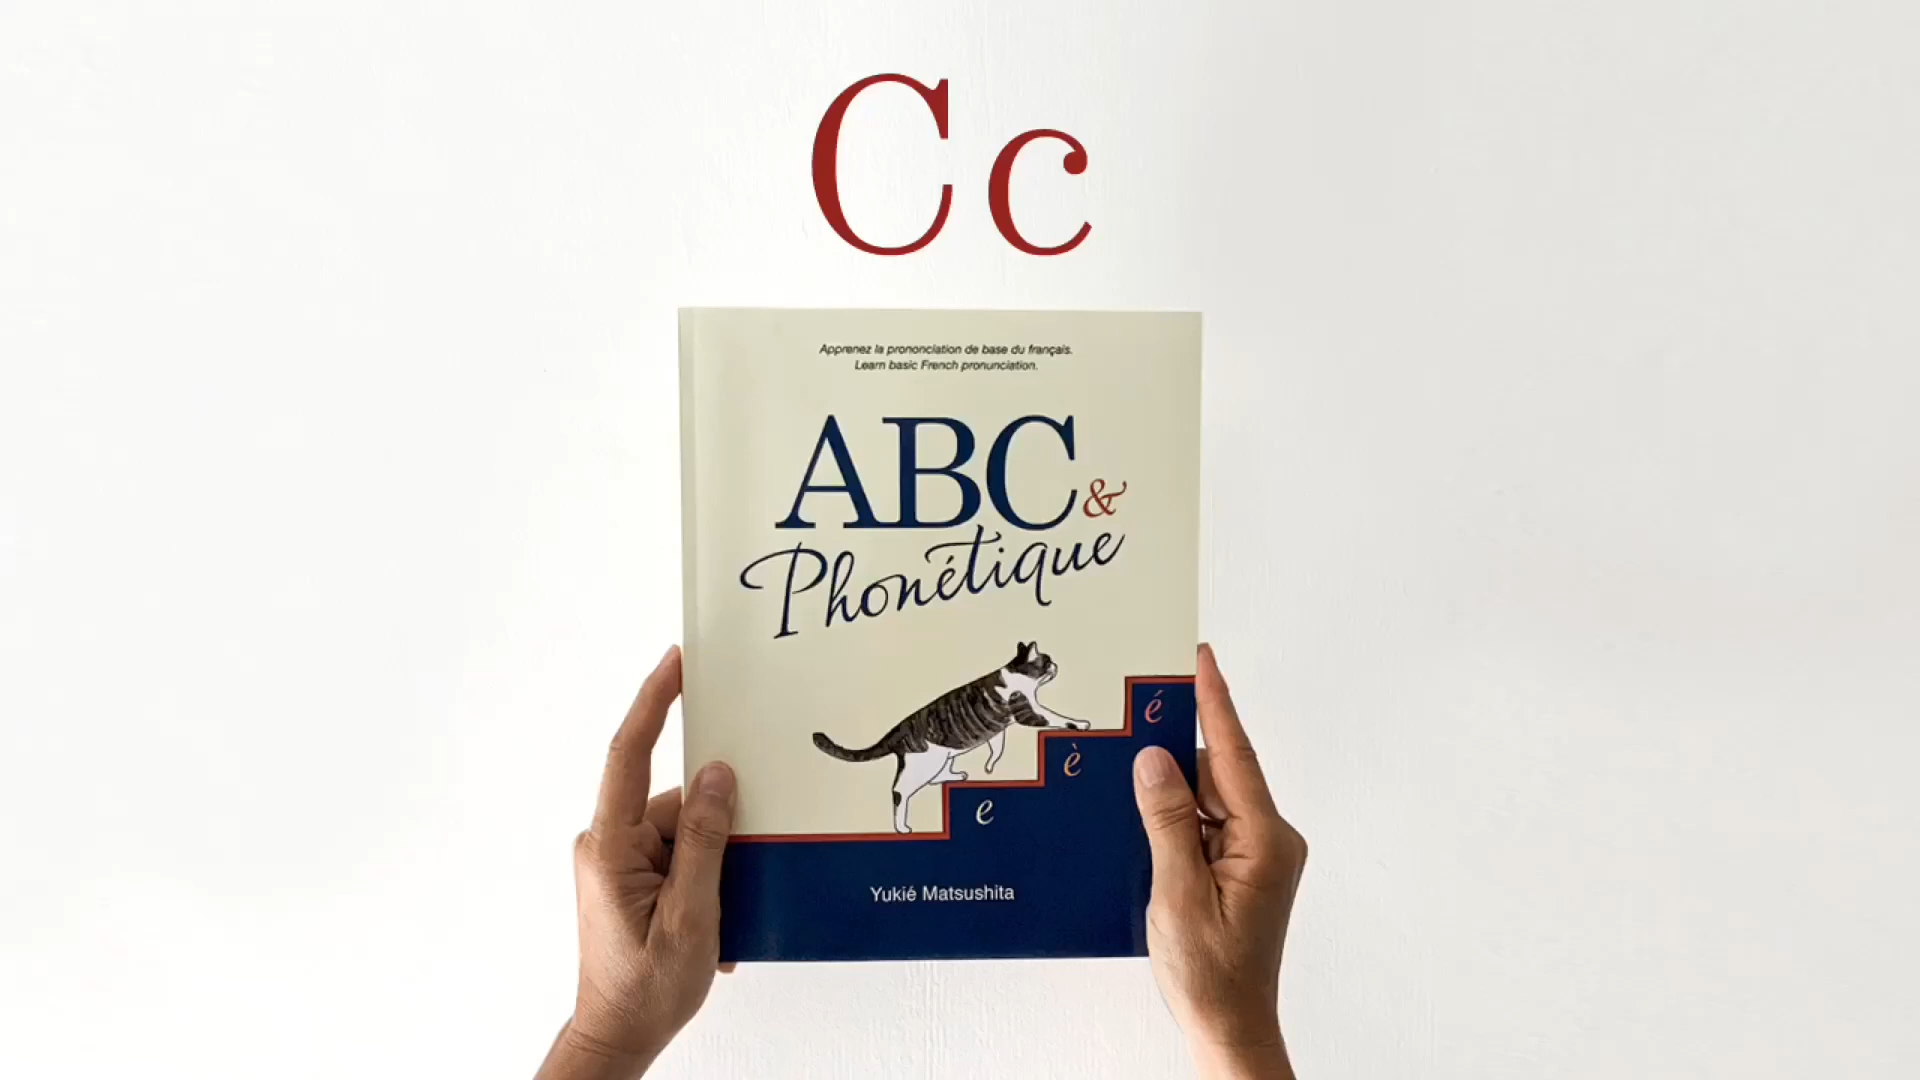 Cc
Apprenez la prononciation de base du français.
Learn basic French pronunciation.
ABC &
Phonétique
é
è
e
Yukié Matsushita